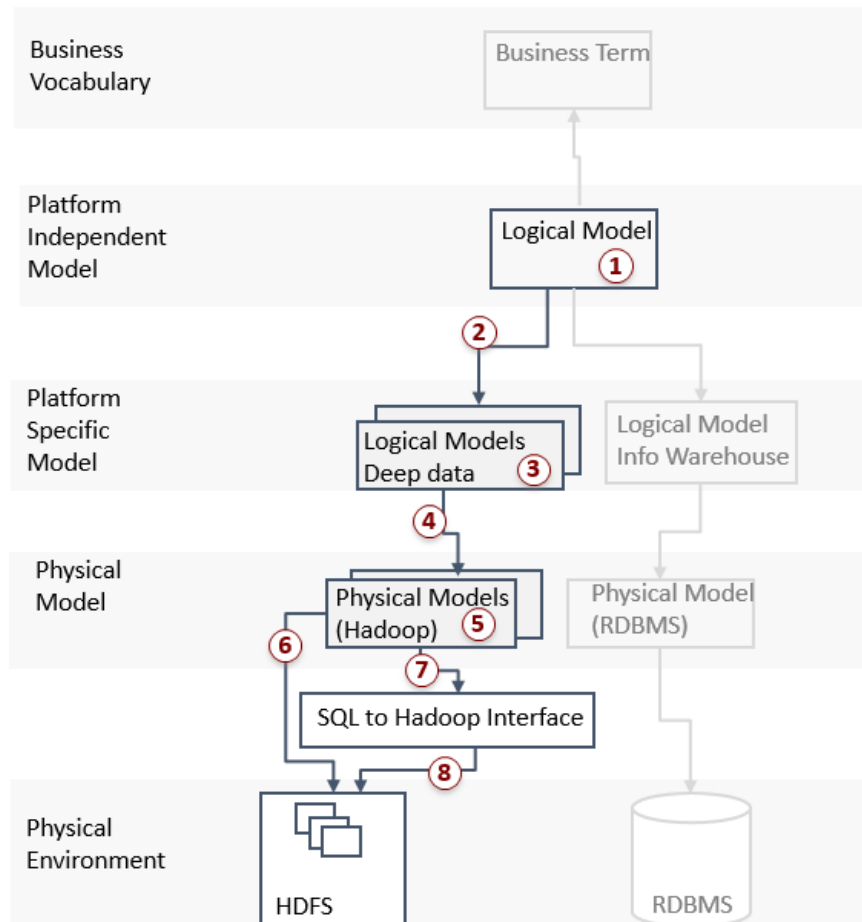 Business
Vocabulary
Business Term
Platform
Independent
Model
Logical Model
1
2
Platform
Specific
Model
Logical Models
Deep data
3
Logical Model
Info Warehouse
4
Physical
Model
Physical Models
(Hadoop)
5
Physical Model
(RDBMS)
6
7
SQL to Hadoop Interface
8
Physical
Environment
HDFS
RDBMS